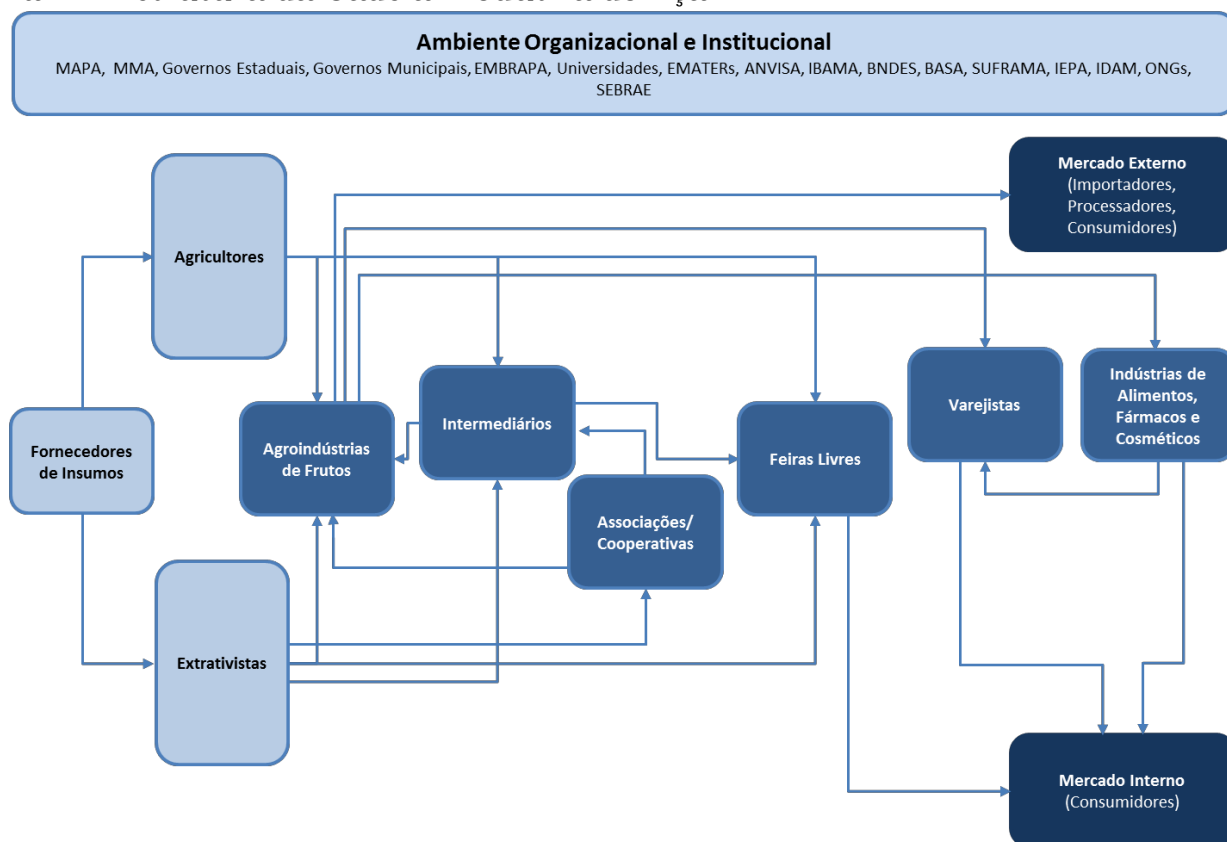 Ambiente Organizacional e Institucional
MAPA, MMA, Governos Estaduais, Governos Municipais, EMBRAPA, Universidades, EMATERs, ANVISA, IBAMA, BNDES, BASA, SUFRAMA, IEPA, IDAM, ONGs,
SEBRAE
Mercado Externo
(Importadores,
Processadores,
Consumidores)
Agricultores
Fornecedores
de Insumos
Agroindústrias
de Frutos
Intermediários
Associações/
Cooperativas
Feiras Livres
Varejistas
Indústrias de
Alimentos,
Fármacos e
Cosméticos
Extrativistas
Mercado Interno
(Consumidores)